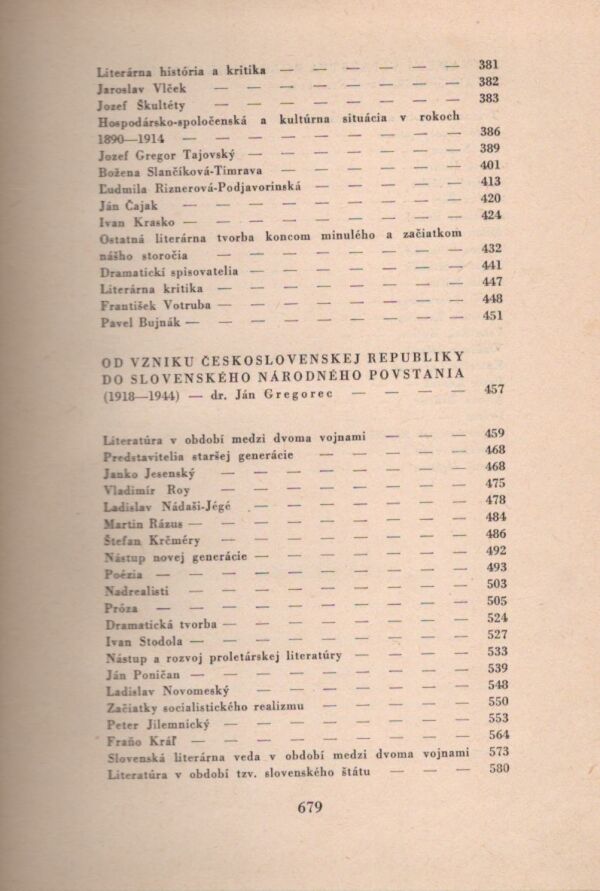 Literárna história a kritika — — — — — — 381
Jaroslav Vlček — — — — — — — — 382
Jozef Škultéty — — — — — — — — 383
Hospodársko-spoločenská a kultúrna situácia v rokoch
1890—1914 — — — — — — — — 386
Jozef Gregor Tajovský — — — — — — — 389
Božena Slančíková-Timrava — — — — — — 401
Ľudmila Riznerová-Podjavorinská — — — — — 413
Ján Čajak — — — — — — — — 420
Ivan Krasko — — — — — — — — — 424
Ostatná literárna tvorba koncom minulého a začiatkom
nášho storočia — — — — — — — 432
Dramatickí spisovatelia — — — — — — — 441
Literárna kritika — — — — — — — — 447
František Votruba — — — — — — — — 448
Pavel Bujnák — — — — — — — — — 451
OD VZNIKU ČESKOSLOVENSKEJ REPUBLIKY
DO SLOVENSKÉHO NÁRODNÉHO POVSTANIA
(1918—1944) — dr. Ján Gregorec — — — — 457
Literatúra v období medzi dvoma vojnami — — — 459
Predstavitelia staršej generácie — — — — — 468
Janko Jesenský — — — — — — — — 468
Vladimír Roy — — — — — — — — 475
Ladislav Nádaši-Jégé — — — — — — — 478
Martin Rázus — — — — — — — — — 484
Štefan Krčméry — — — — — — — — 486
Nástup novej generácie — — — — — — — 492
Poézia — — — — — — — — — — 493
Nadrealisti — — — — — — — — — 503
Próza — — — — — — — — — — 505
Dramatická tvorba — — — — — — — — 524
Ivan Stodola — — — — — — — — — 527
Nástup a rozvoj proletárskej literatúry — — — — 533
Ján Poničan — — — — — — — — — 539
Ladislav Novomeský — — — — — — — 548
Začiatky socialistického realizmu — — — — — 550
Peter Jilemnický — — — — — — — — 553
Fraňo Kráľ — — — — — — — — — 564
Slovenská literárna veda v období medzi dvoma vojnami 573
Literatúra v období tzv. slovenského štátu — — — 580
679